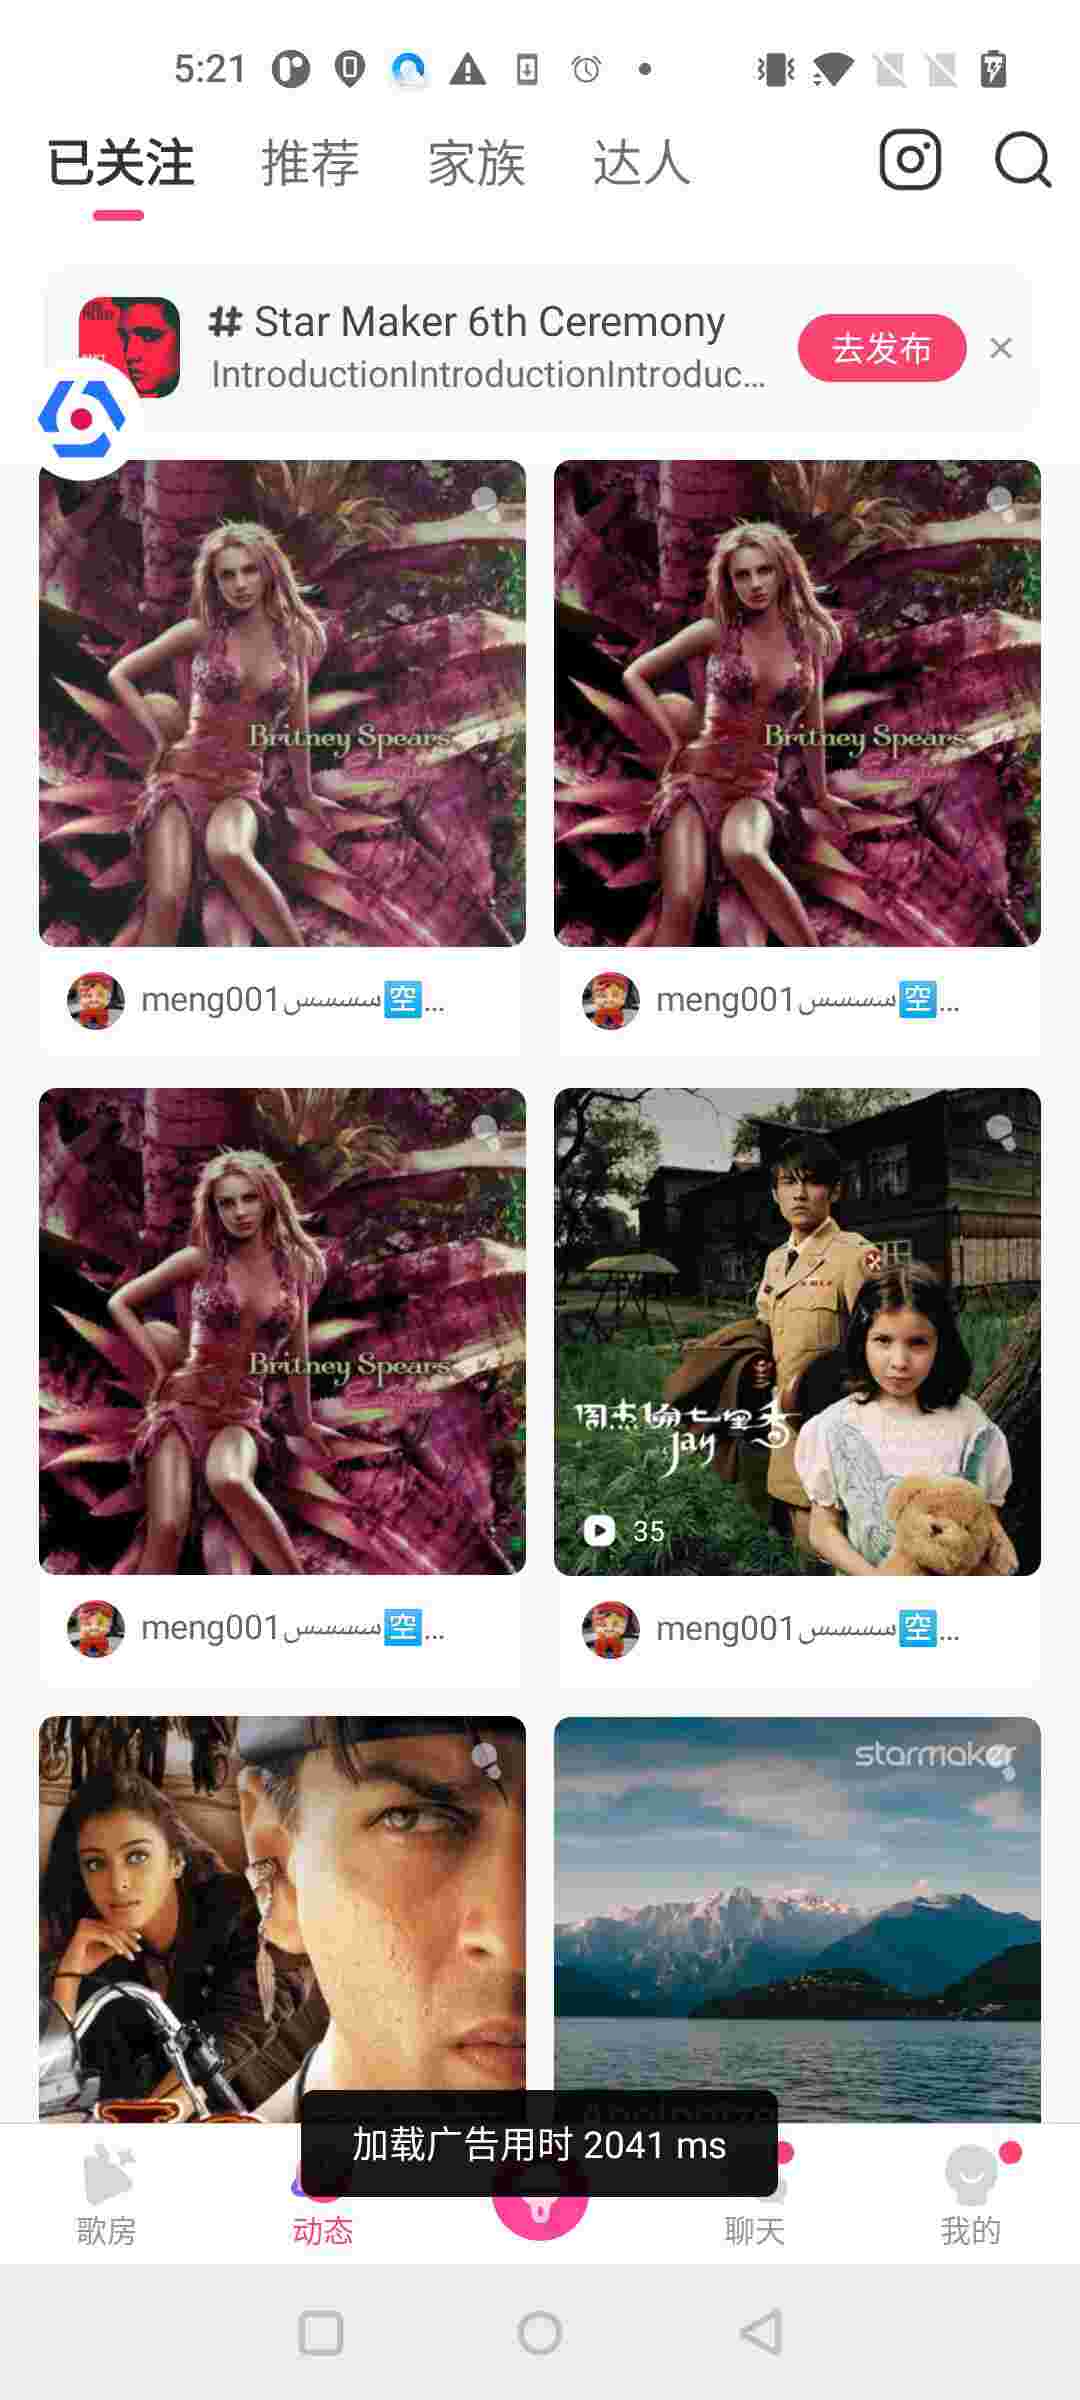 5:21
已关注 推荐 家族 达人
# Star Maker 6th Ceremony
IntroductionIntroductionIntroduc...
去发布
Britney Spears
Britney Spears
meng001سسسسس空...
meng001سسسسس空...
Britney Spears
周杰倫七里香
Jay
35
meng001سسسسس空...
meng001سسسسس空...
starmaker
加载广告用时 2041 ms
歌房 动态 聊天 我的